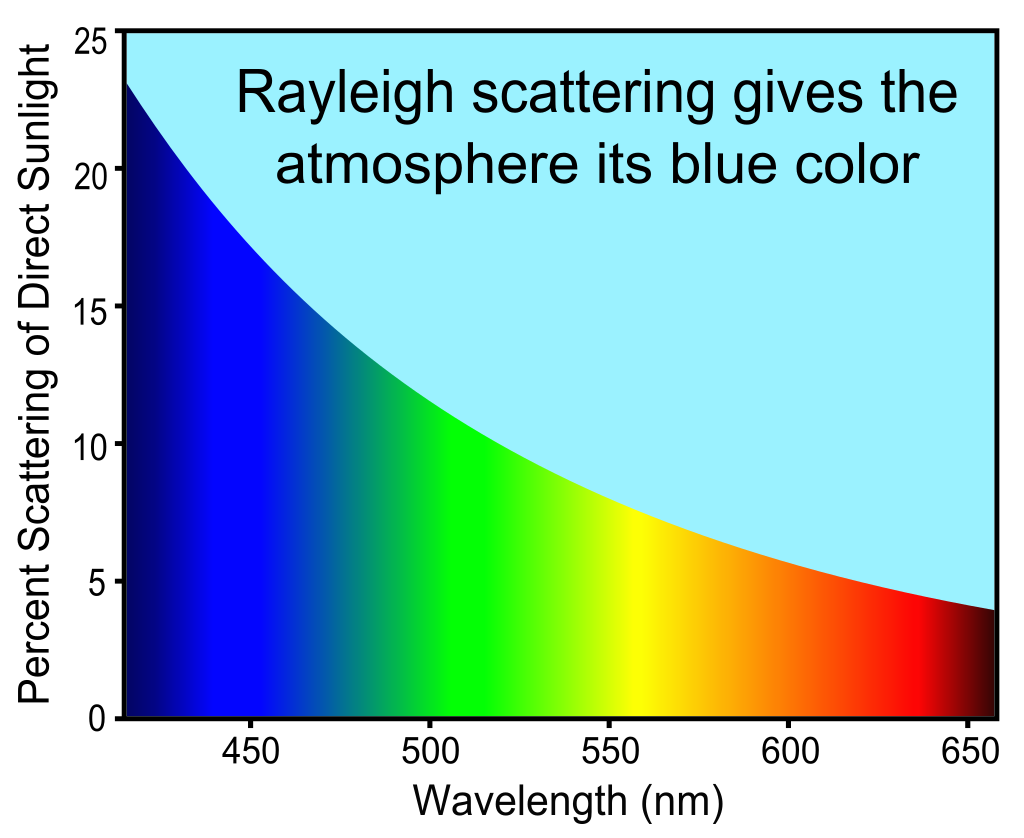 Rayleigh scattering gives the
atmosphere its blue color
Percent Scattering of Direct Sunlight
25
20
15
10
5
0
450 500 550 600 650
Wavelength (nm)